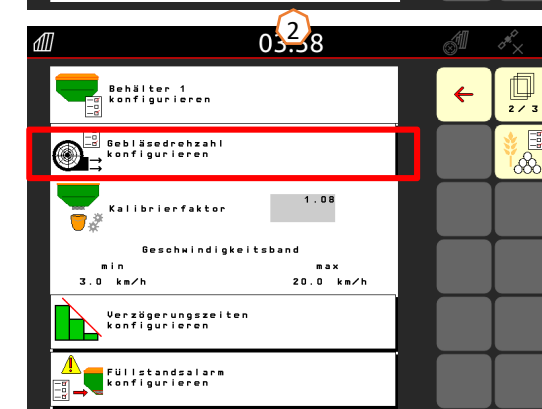 2
03:58
Behälter 1
konfigurieren
2/3
Gebläsedrehzahl
konfigurieren
Kalibrierfaktor
1.08
Geschwindigkeitsband
min max
3.0 km/h 20.0 km/h
Verzögerungszeiten
konfigurieren
Füllstandsalarm
konfigurieren